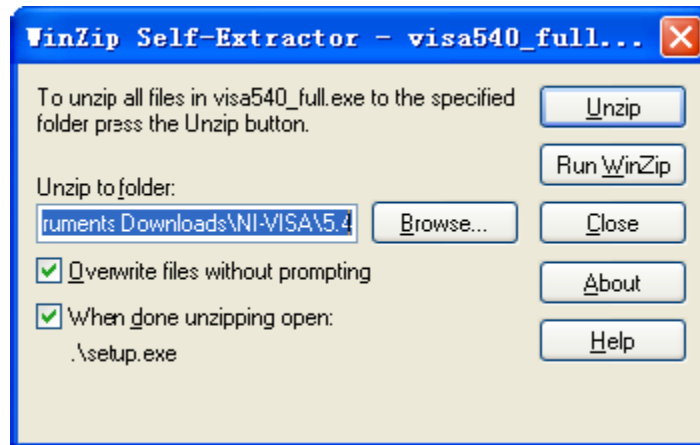 WinZip Self-Extractor - visa540_full...
To unzip all files in visa540_full.exe to the specified
folder press the Unzip button.
Unzip to folder:
ruments Downloads\NI-VISA\5.4
Browse...
Overwrite files without prompting
When done unzipping open:
.\setup.exe
Unzip
Run WinZip
Close
About
Help